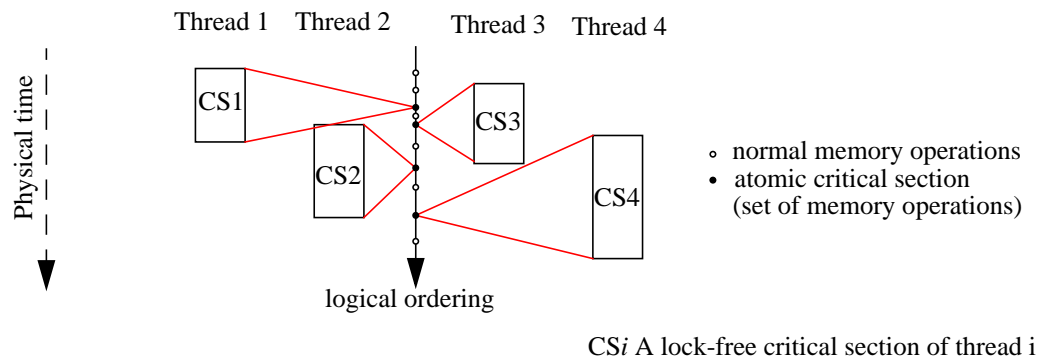 Thread 1
Thread 2
Thread 3
Thread 4
Physical time
CS1
CS2
CS3
CS4
normal memory operations
atomic critical section
(set of memory operations)
logical ordering
CSi A lock-free critical section of thread i